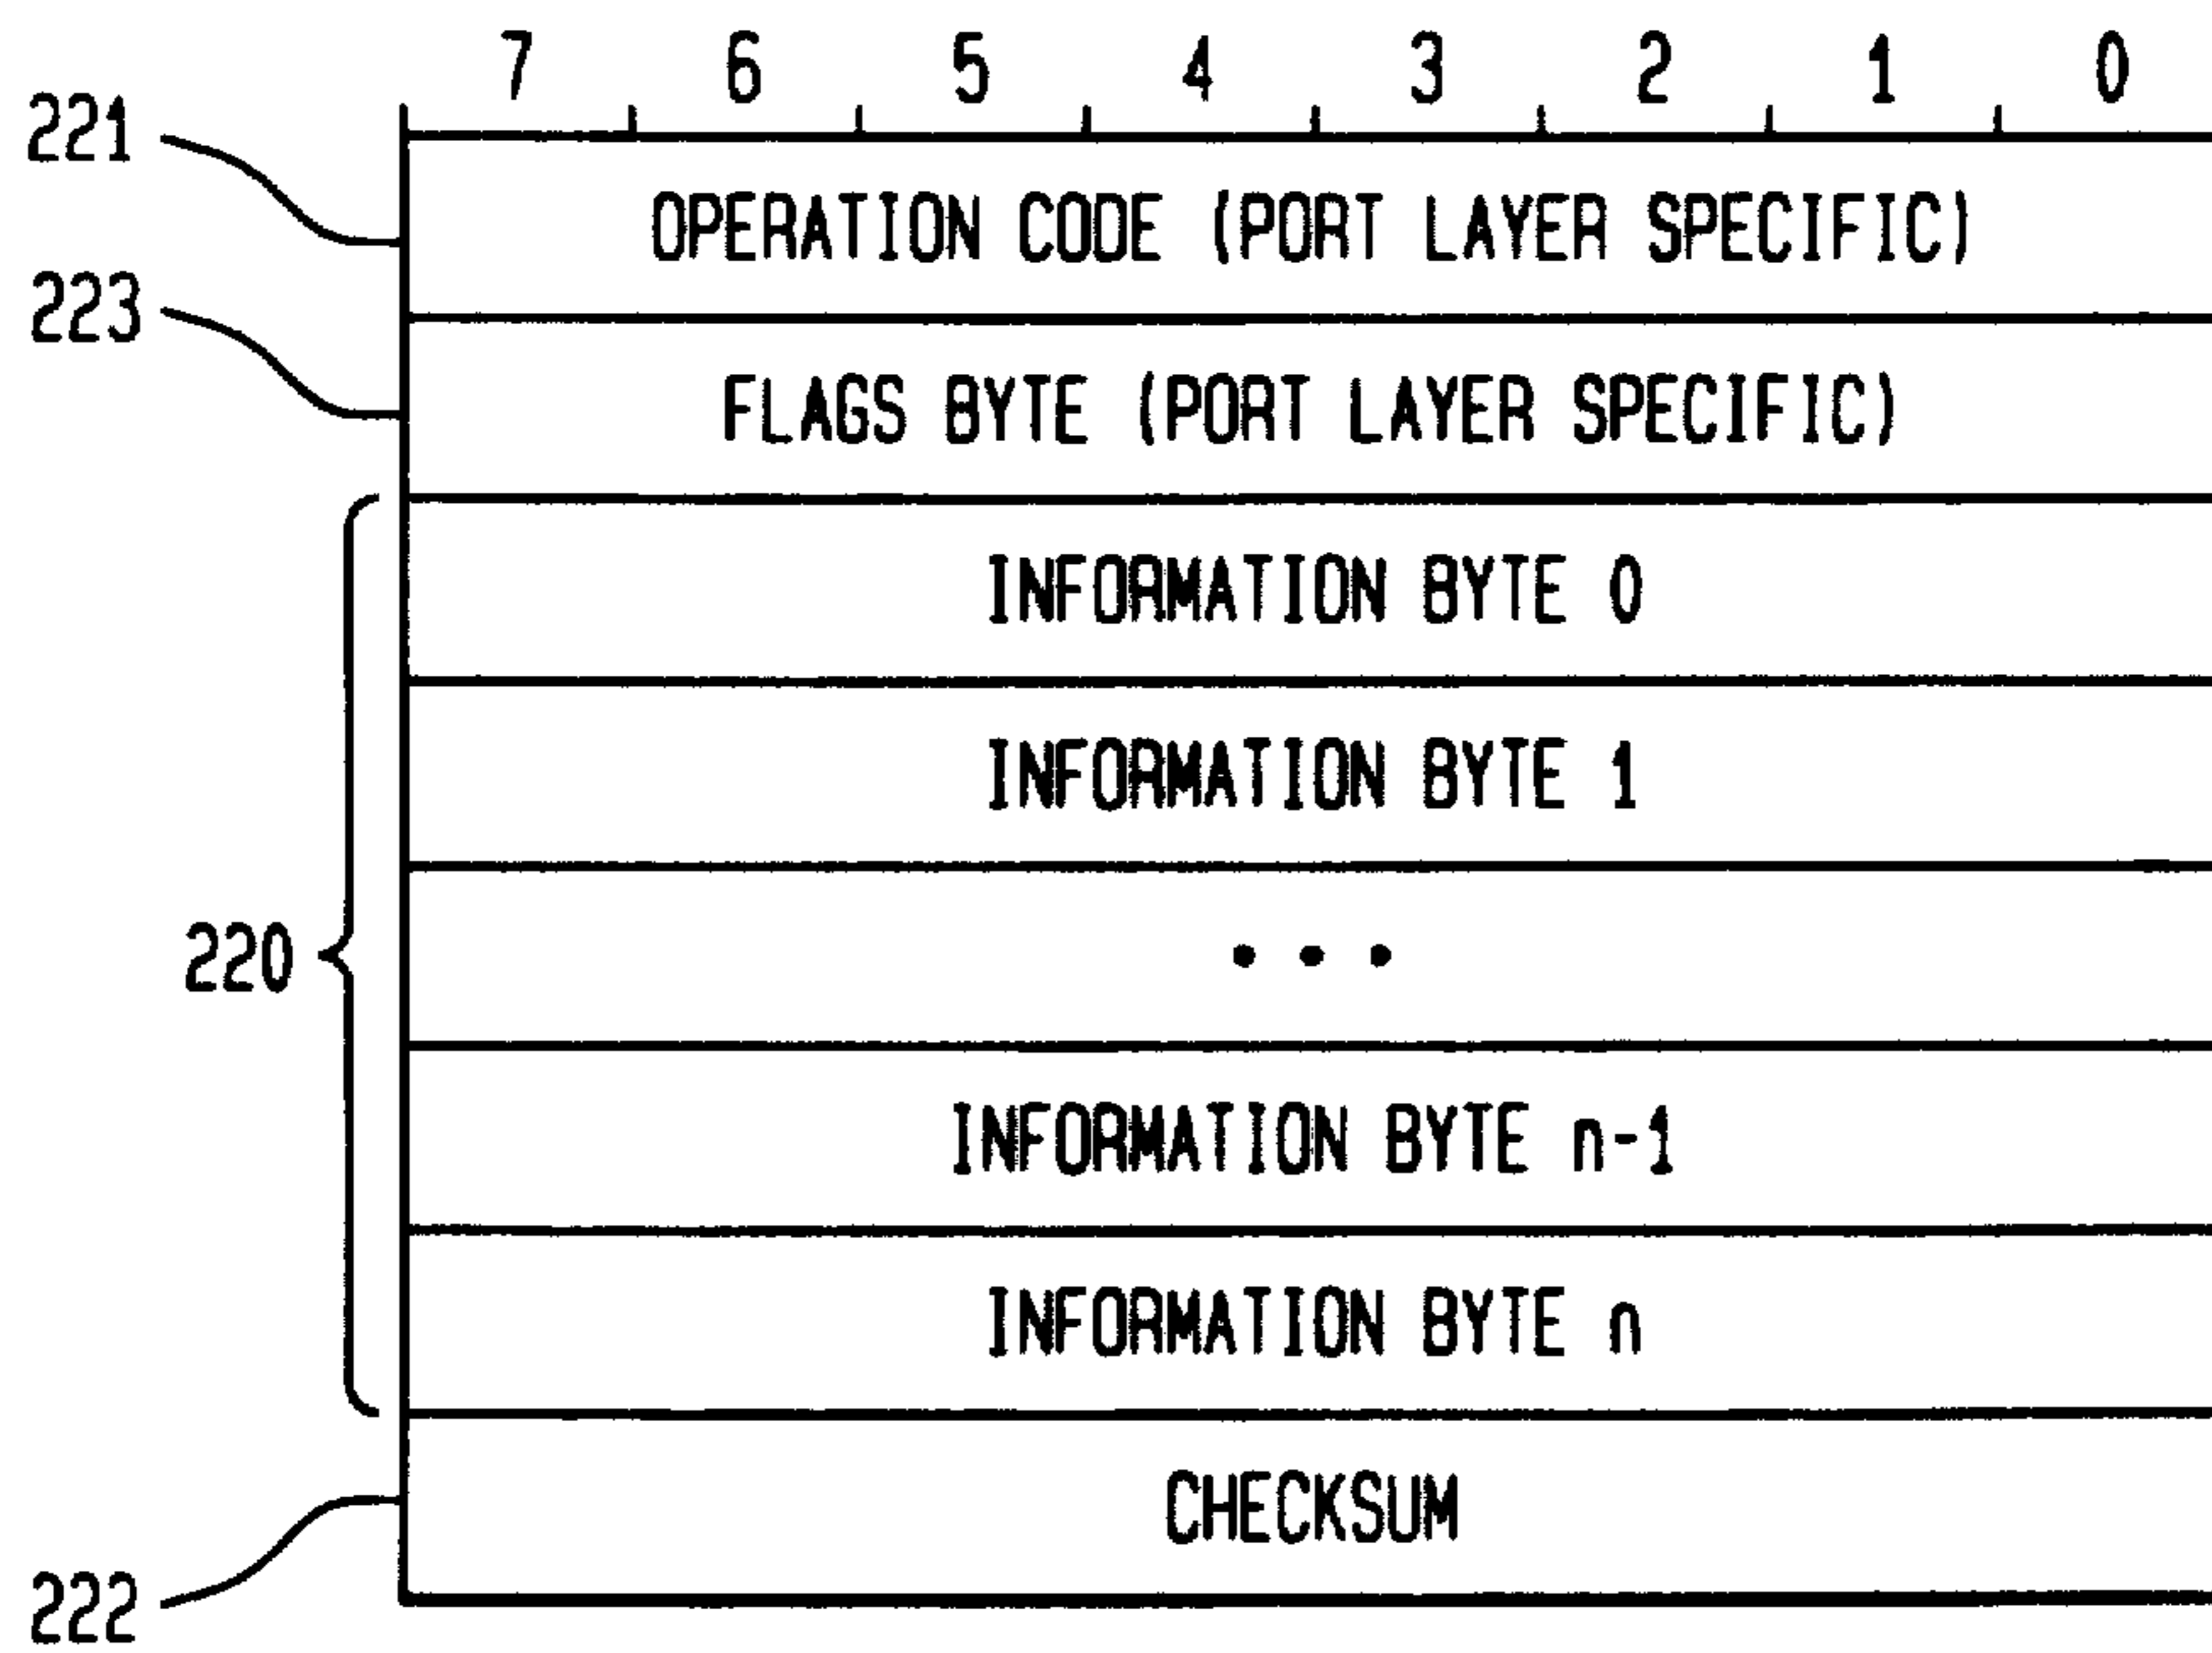 7 6 5 4 3 2 1 0
221
OPERATION CODE (PORT LAYER SPECIFIC)
223
FLAGS BYTE (PORT LAYER SPECIFIC)
INFORMATION BYTE 0
INFORMATION BYTE 1
220
• • •
INFORMATION BYTE n-1
INFORMATION BYTE n
CHECKSUM
222